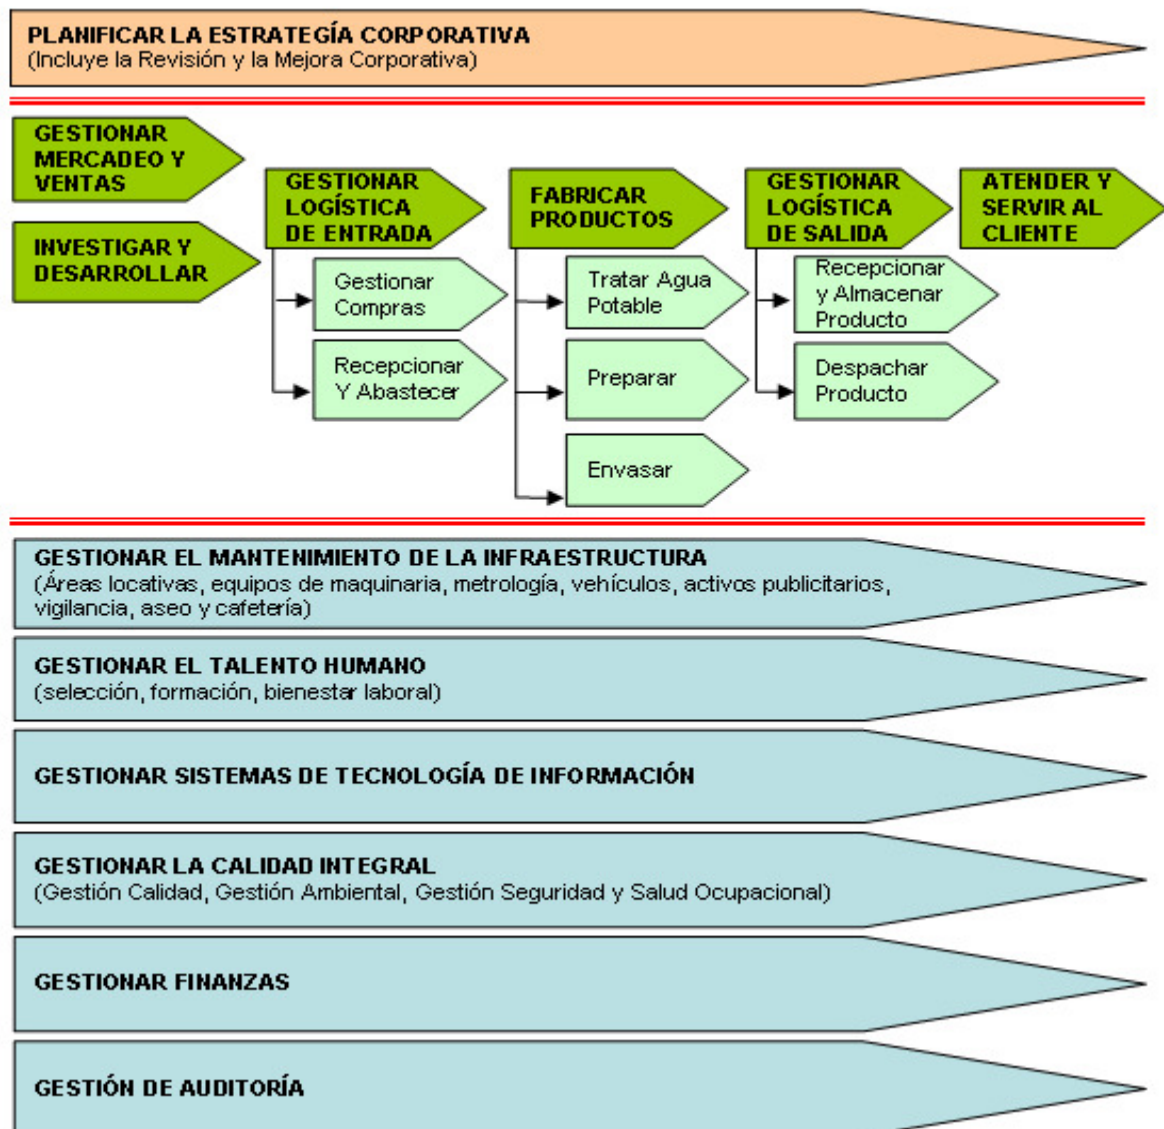 PLANIFICAR LA ESTRATEGÍA CORPORATIVA
(Incluye la Revisión y la Mejora Corporativa)
GESTIONAR
MERCADEO Y
VENTAS
INVESTIGAR Y
DESARROLLAR
GESTIONAR
LOGÍSTICA
DE ENTRADA
Gestionar
Compras
Recepcionar
Y Abastecer
FABRICAR
PRODUCTOS
Tratar Agua
Potable
Preparar
Envasar
GESTIONAR
LOGÍSTICA
DE SALIDA
Recepcionar
y Almacenar
Producto
Despachar
Producto
ATENDER Y
SERVIR AL
CLIENTE
GESTIONAR EL MANTENIMIENTO DE LA INFRAESTRUCTURA
(Áreas locativas, equipos de maquinaria, metrología, vehículos, activos publicitarios,
vigilancia, aseo y cafetería)
GESTIONAR EL TALENTO HUMANO
(selección, formación, bienestar laboral)
GESTIONAR SISTEMAS DE TECNOLOGÍA DE INFORMACIÓN
GESTIONAR LA CALIDAD INTEGRAL
(Gestión Calidad, Gestión Ambiental, Gestión Seguridad y Salud Ocupacional)
GESTIONAR FINANZAS
GESTIÓN DE AUDITORÍA